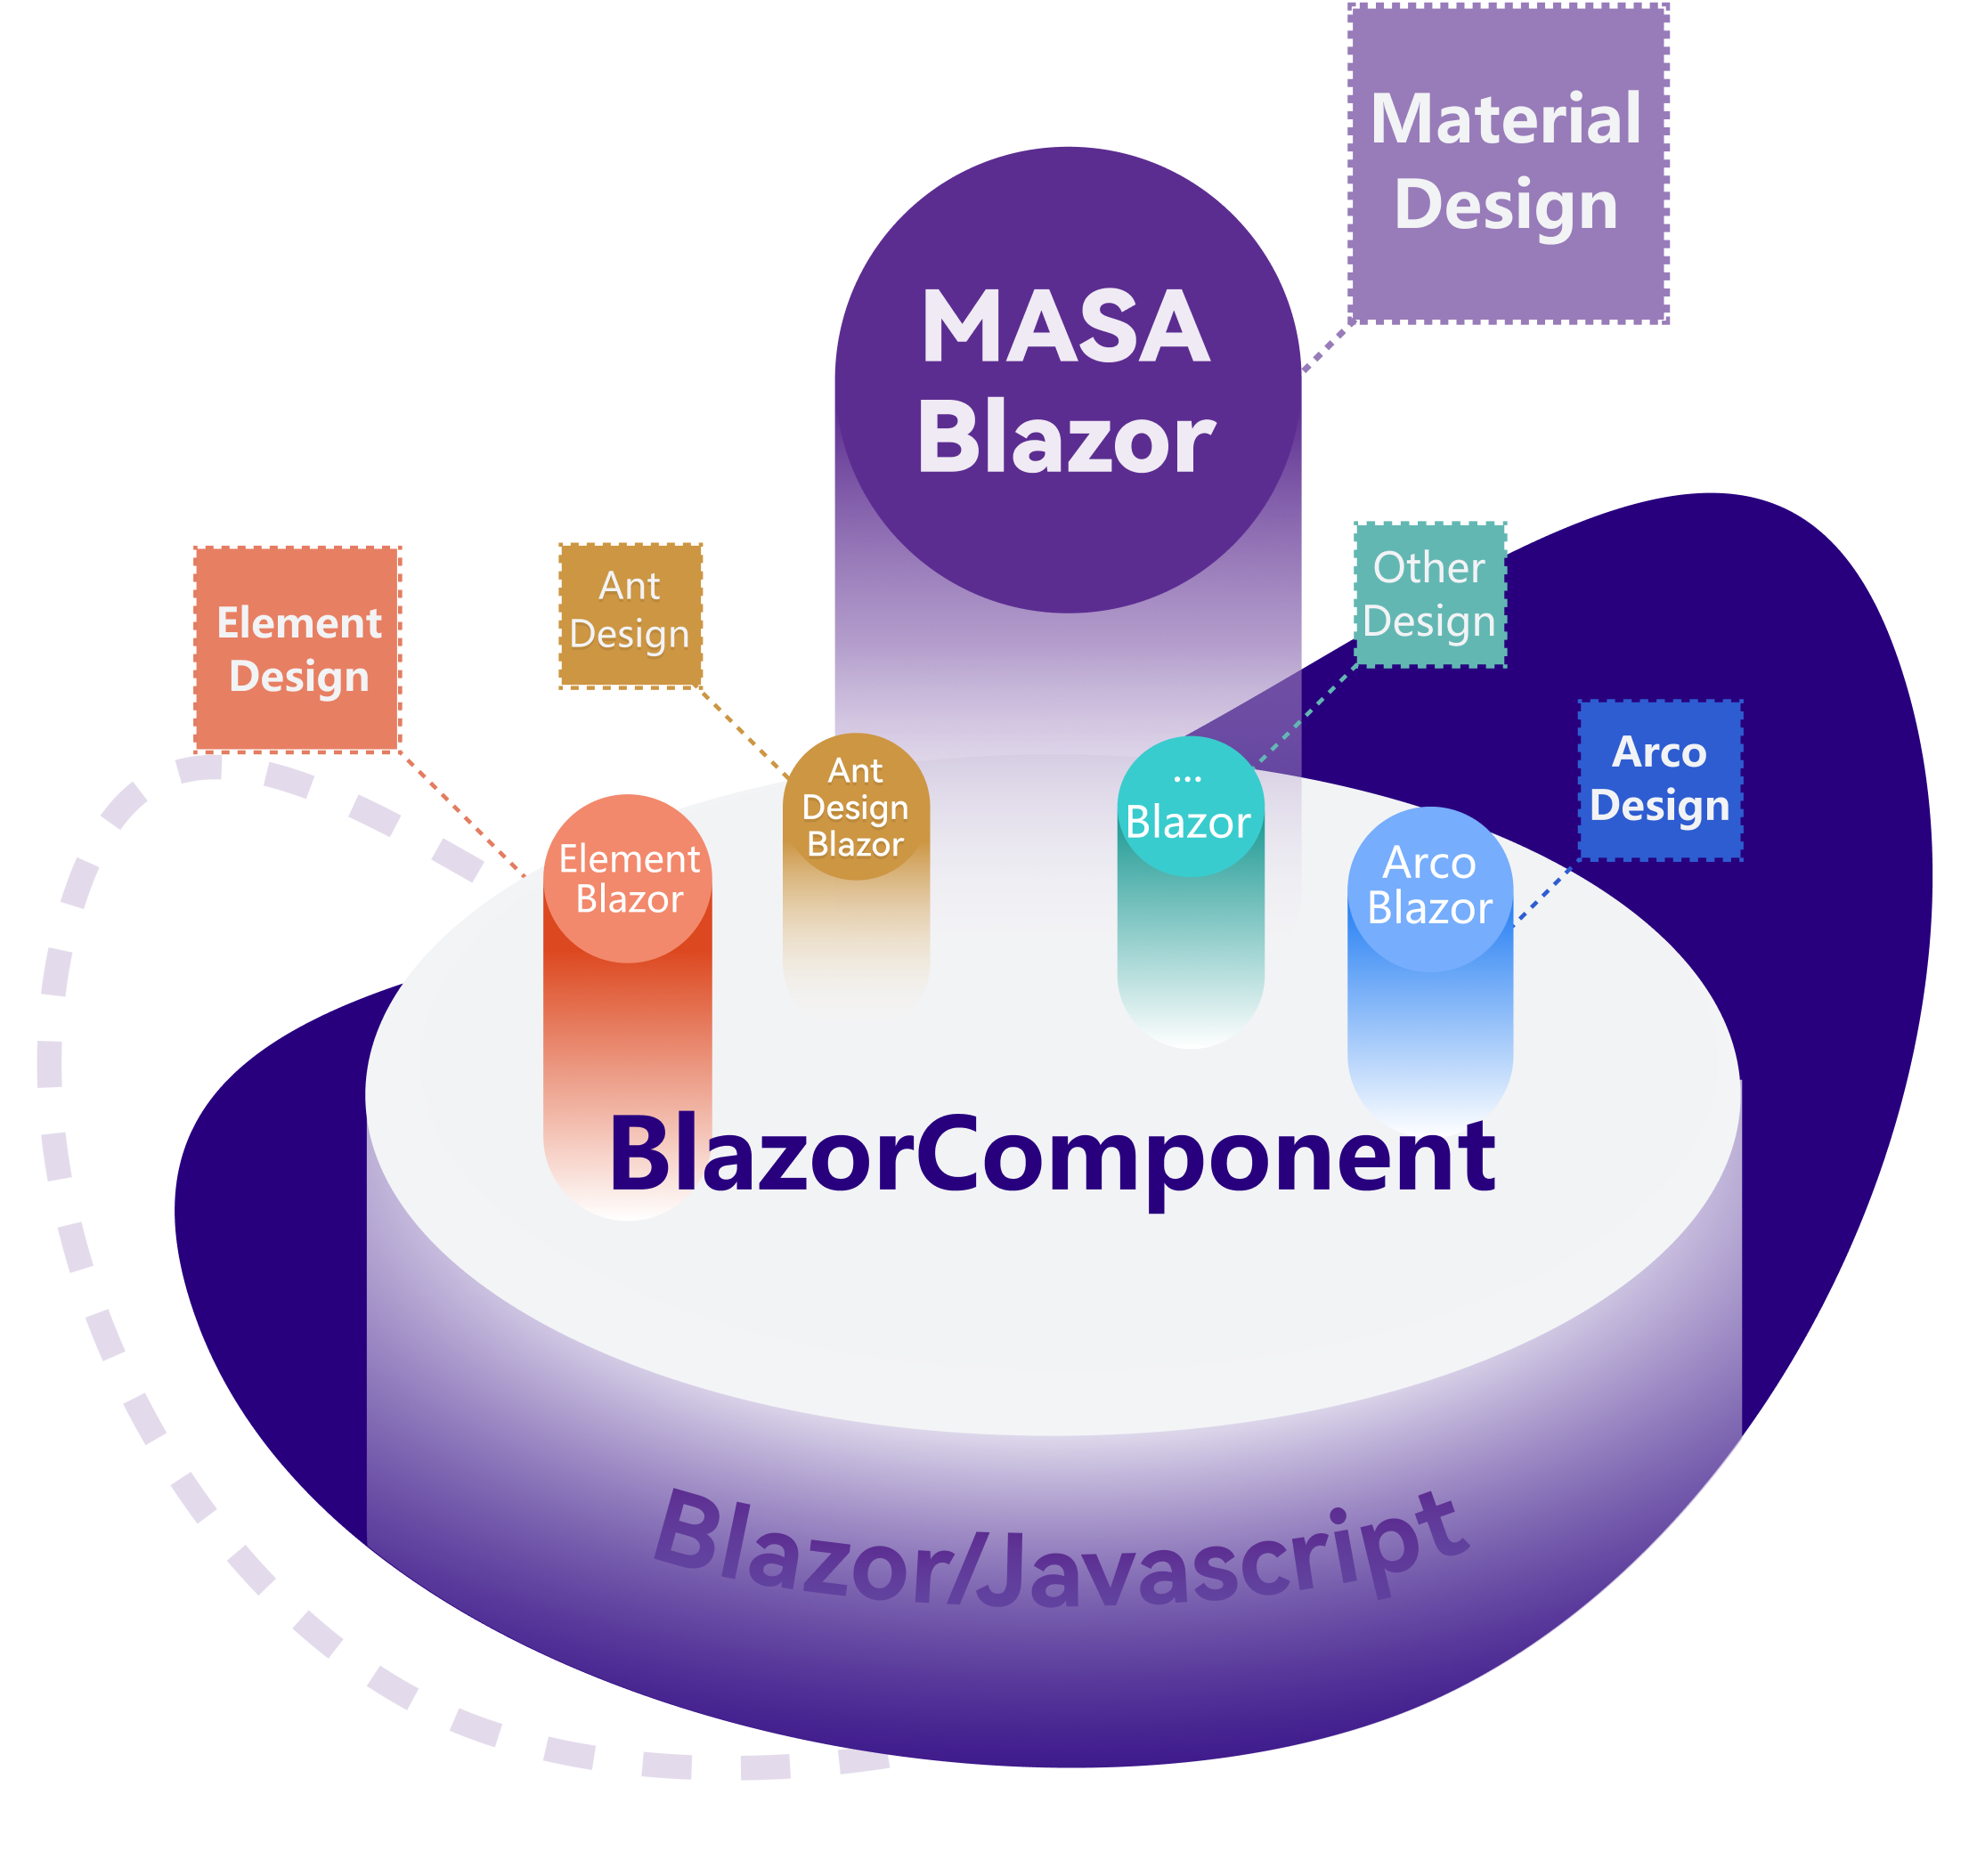 Material
Design
MASA
Blazor
Element
Design
Ant
Design
Other
Design
Arco
Design
Element
Blazor
Ant
Design
Blazor
...
Blazor
Arco
Blazor
BlazorComponent
Blazor/Javascript